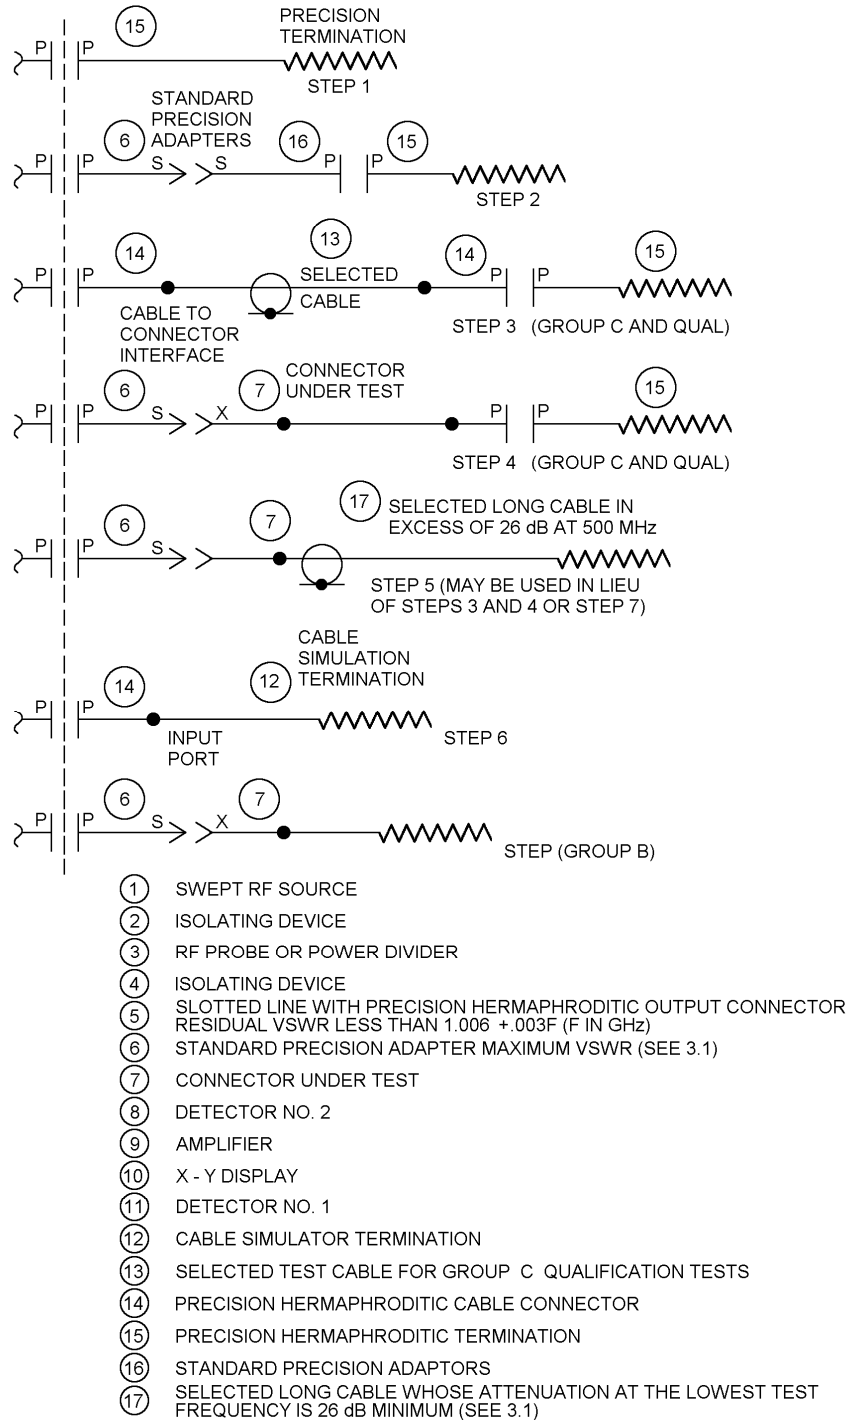 15
PRECISION
TERMINATION
P P
STEP 1
STANDARD
PRECISION
ADAPTERS
6
16
15
P P
S S
P P
STEP 2
14
13
14
15
P P
SELECTED
CABLE
P P
CABLE TO
CONNECTOR
INTERFACE
STEP 3 (GROUP C AND QUAL)
6
7
CONNECTOR
UNDER TEST
15
P P
S X
P P
STEP 4 (GROUP C AND QUAL)
6
7
17
SELECTED LONG CABLE IN
EXCESS OF 26 dB AT 500 MHz
P P
S
STEP 5 (MAY BE USED IN LIEU
OF STEPS 3 AND 4 OR STEP 7)
14
12
CABLE
SIMULATION
TERMINATION
P P
INPUT
PORT
STEP 6
6
7
P P
S X
STEP (GROUP B)
1 SWEPT RF SOURCE
2 ISOLATING DEVICE
3 RF PROBE OR POWER DIVIDER
4 ISOLATING DEVICE
5 SLOTTED LINE WITH PRECISION HERMAPHRODITIC OUTPUT CONNECTOR
RESIDUAL VSWR LESS THAN 1.006 +.003F (F IN GHz)
6 STANDARD PRECISION ADAPTER MAXIMUM VSWR (SEE 3.1)
7 CONNECTOR UNDER TEST
8 DETECTOR NO. 2
9 AMPLIFIER
10 X - Y DISPLAY
11 DETECTOR NO. 1
12 CABLE SIMULATOR TERMINATION
13 SELECTED TEST CABLE FOR GROUP C QUALIFICATION TESTS
14 PRECISION HERMAPHRODITIC CABLE CONNECTOR
15 PRECISION HERMAPHRODITIC TERMINATION
16 STANDARD PRECISION ADAPTORS
17 SELECTED LONG CABLE WHOSE ATTENUATION AT THE LOWEST TEST
FREQUENCY IS 26 dB MINIMUM (SEE 3.1)